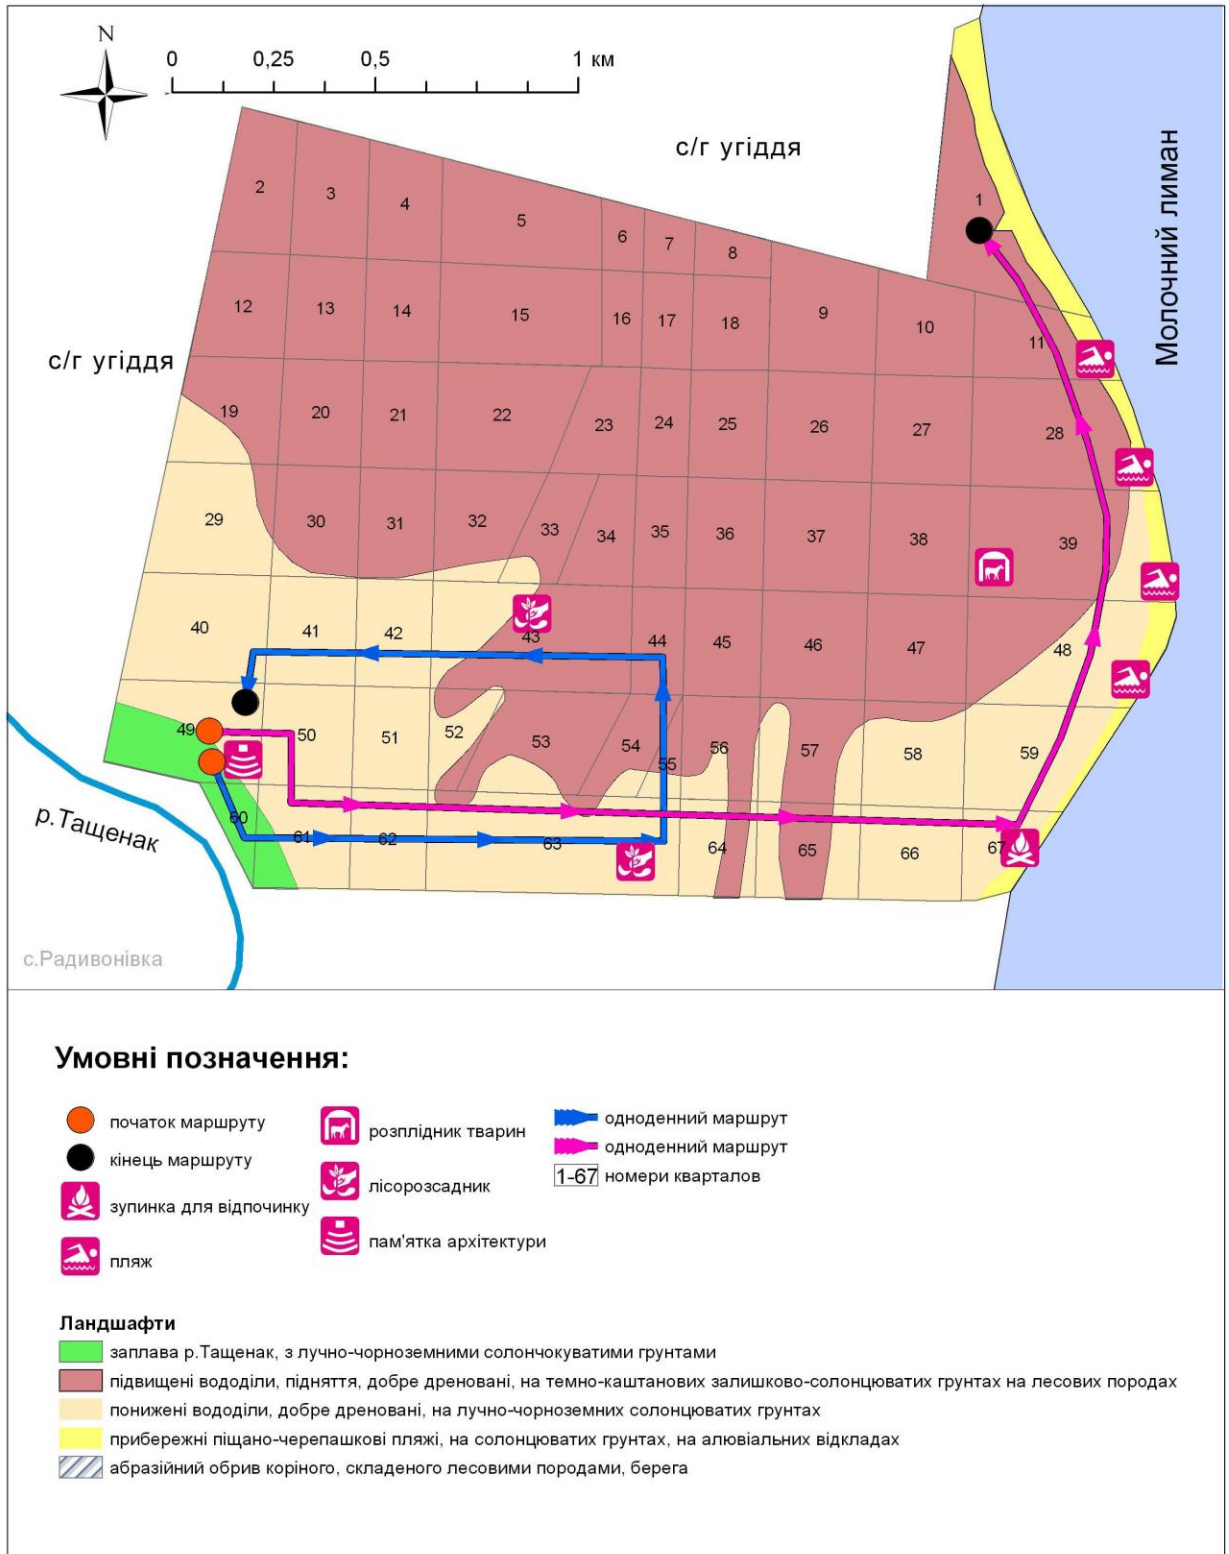 N
0 0,25 0,5 1 км
с/г угіддя
Молочний лиман
1
2 3 4 5 6 7 8
12 13 14 15 16 17 18 9 10 11
с/г угіддя
19 20 21 22 23 24 25 26 27 28
29 30 31 32 33 34 35 36 37 38 39
40 41 42 43 44 45 46 47 48
49 50 51 52 53 54 55 56 57 58 59
р.Тащенак
60 61 62 63 64 65 66 67
с.Радивонівка
Умовні позначення:
початок маршруту
кінець маршруту
зупинка для відпочинку
пляж
розплідник тварин
лісорозсадник
пам'ятка архітектури
одноденний маршрут
одноденний маршрут
1-67 номери кварталов
Ландшафти
заплава р.Тащенак, з лучно-чорноземними солончокуватими грунтами
підвищені вододіли, підняття, добре дреновані, на темно-каштанових залишково-солонцюватих грунтах на лесових породах
понижені вододіли, добре дреновані, на лучно-чорноземних солонцюватих грунтах
прибережні піщано-черепашкові пляжі, на солонцюватих грунтах, на алювіальних відкладах
абразійний обрив коріного, складеного лесовими породами, берега